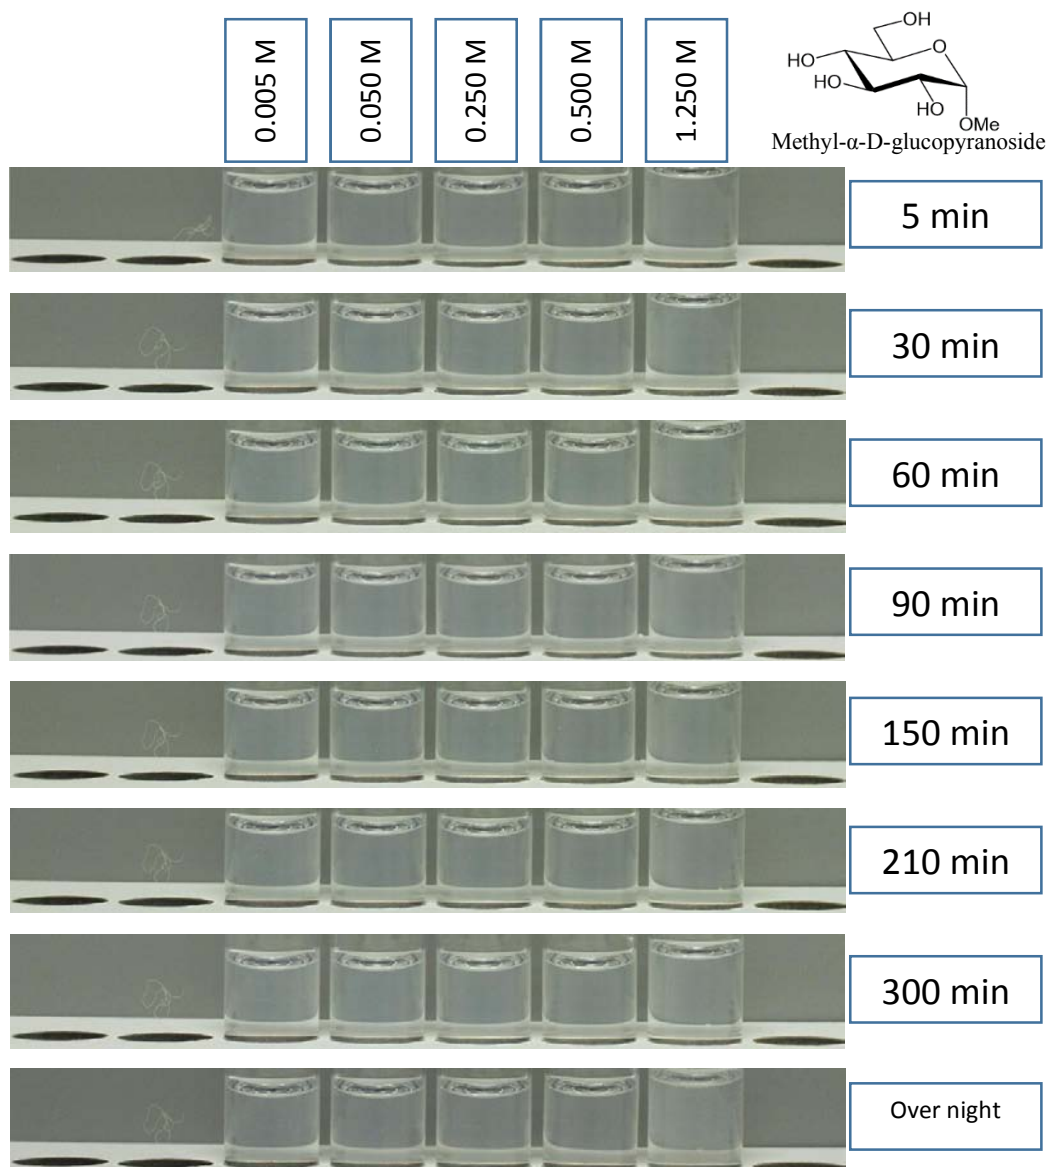 0.005 M
0.050 M
0.250 M
0.500 M
1.250 M
OH
O
HO
HO
HO
OMe
Methyl-α-D-glucopyranoside
5 min
30 min
60 min
90 min
150 min
210 min
300 min
Over night